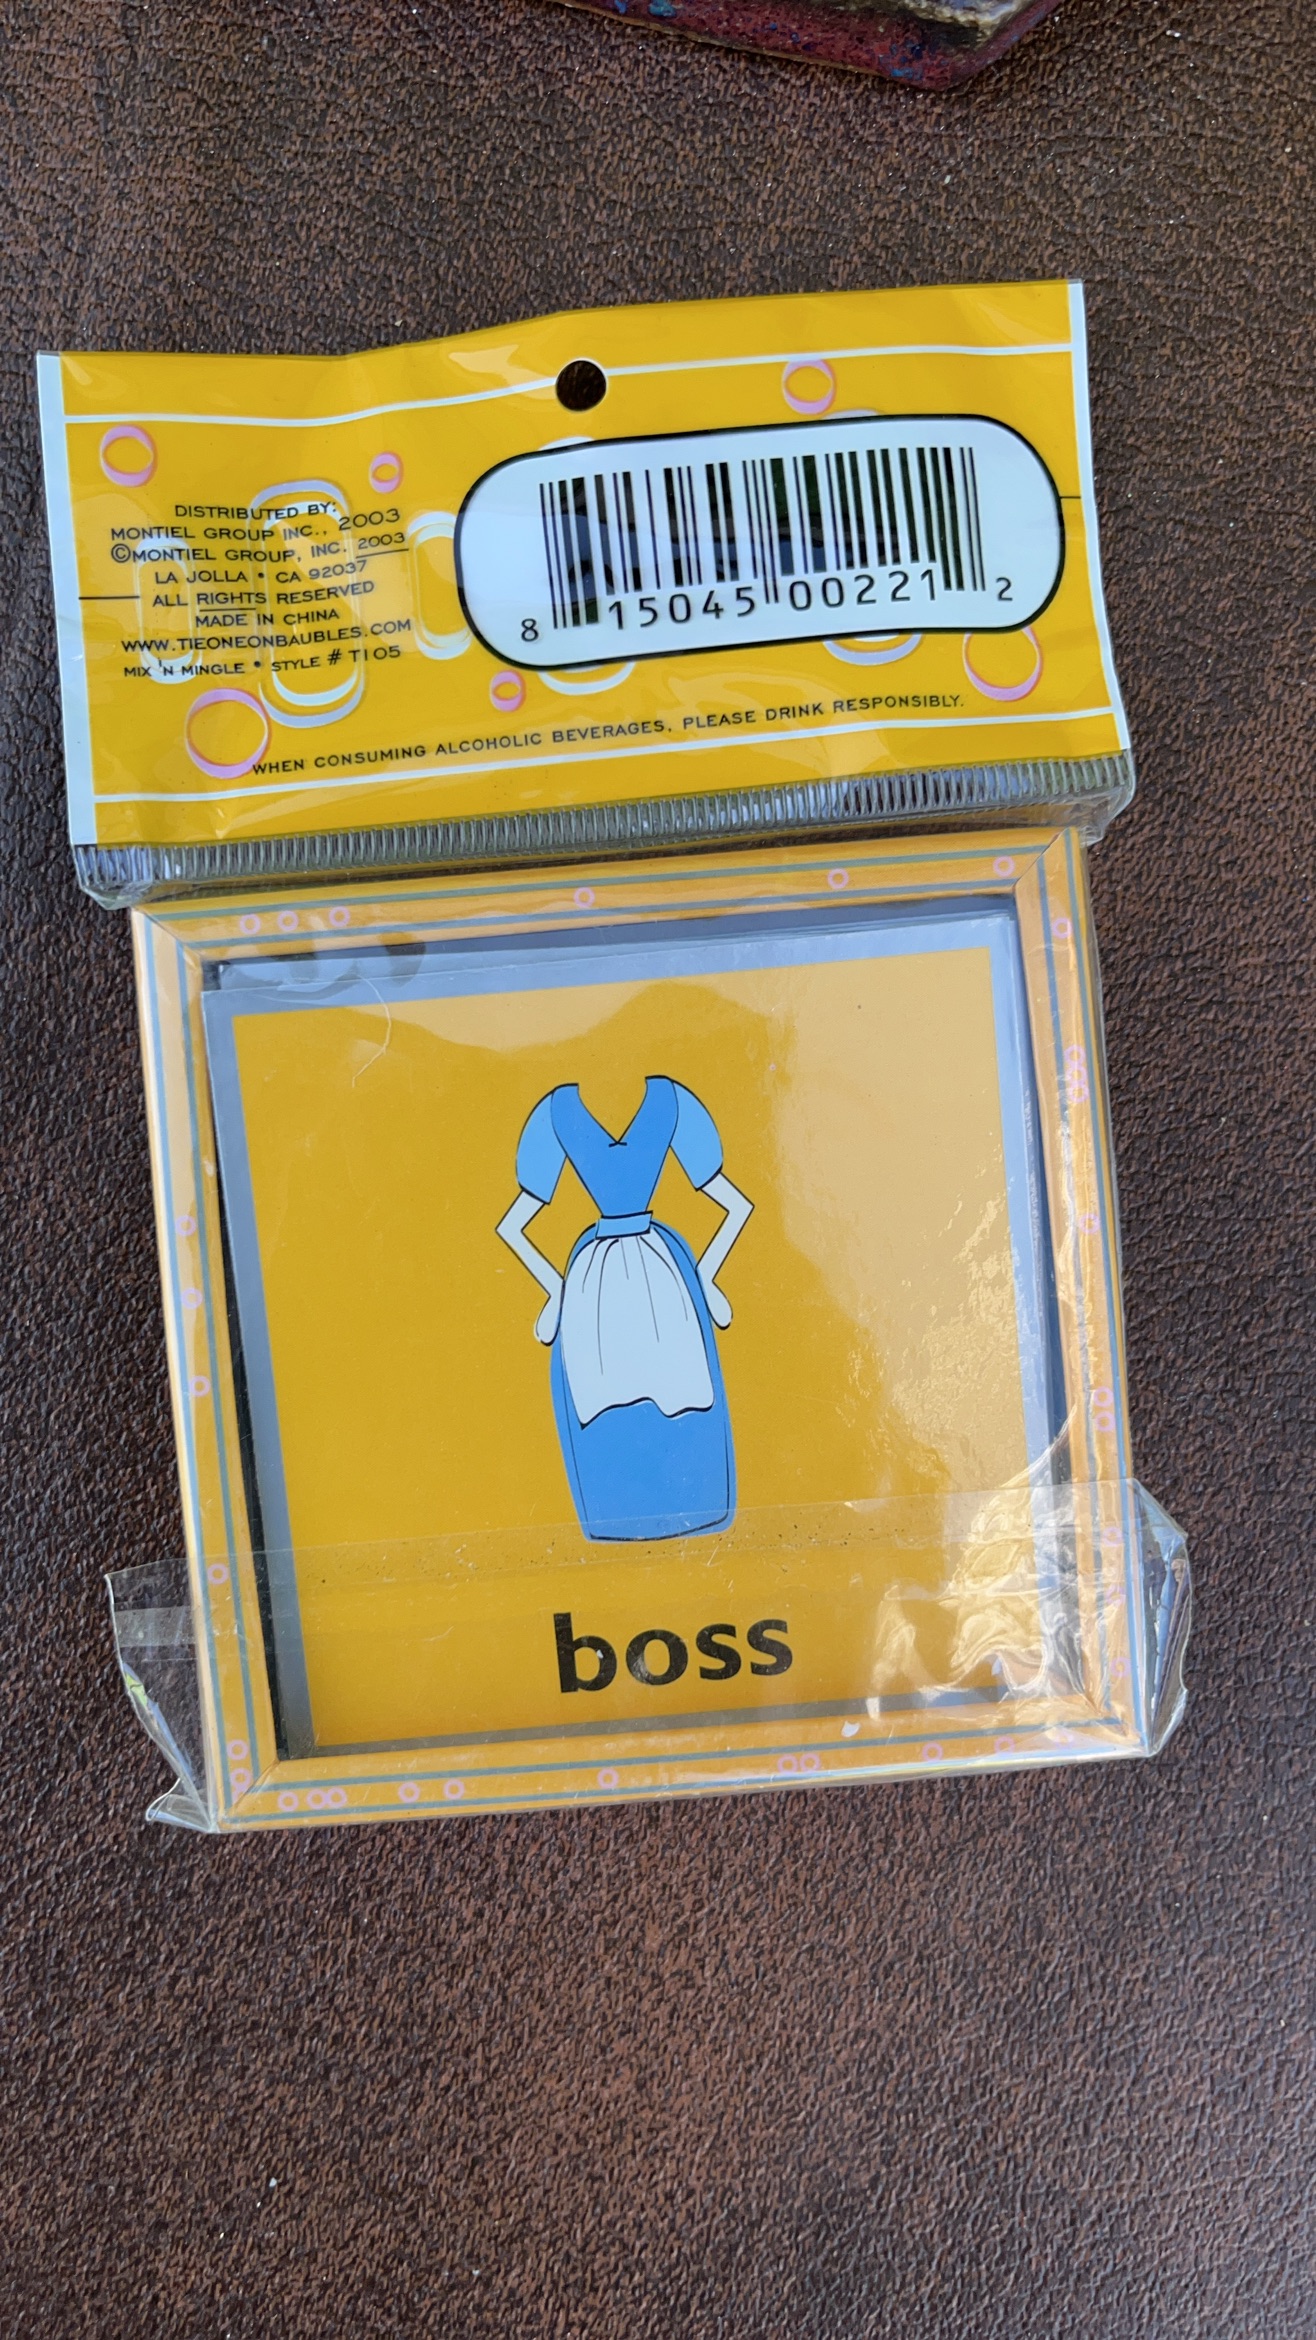 DISTRIBUTED BY:
MONTIEL GROUP INC., 2003
©MONTIEL GROUP, INC. 2003
LA JOLLA • CA 92037
ALL RIGHTS RESERVED
MADE IN CHINA
WWW.TIEONEONBAUBLES.COM
MIX 'N MINGLE • STYLE # T105
8 15045 00221 2
WHEN CONSUMING ALCOHOLIC BEVERAGES, PLEASE DRINK RESPONSIBLY.
boss